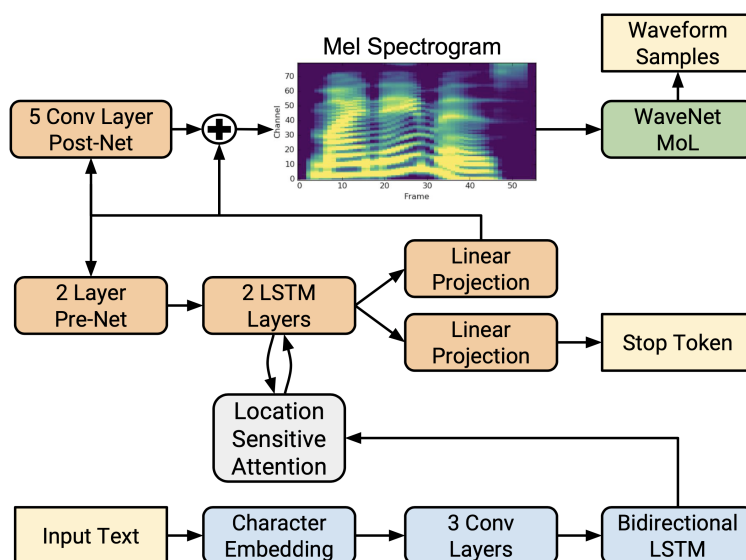 Waveform
Samples
Mel Spectrogram
5 Conv Layer
Post-Net
Channel
70
60
50
40
30
20
10
0
0 10 20 30 40 50
Frame
WaveNet
MoL
Linear
Projection
2 Layer
Pre-Net
2 LSTM
Layers
Linear
Projection
Stop Token
Location
Sensitive
Attention
Input Text
Character
Embedding
3 Conv
Layers
Bidirectional
LSTM